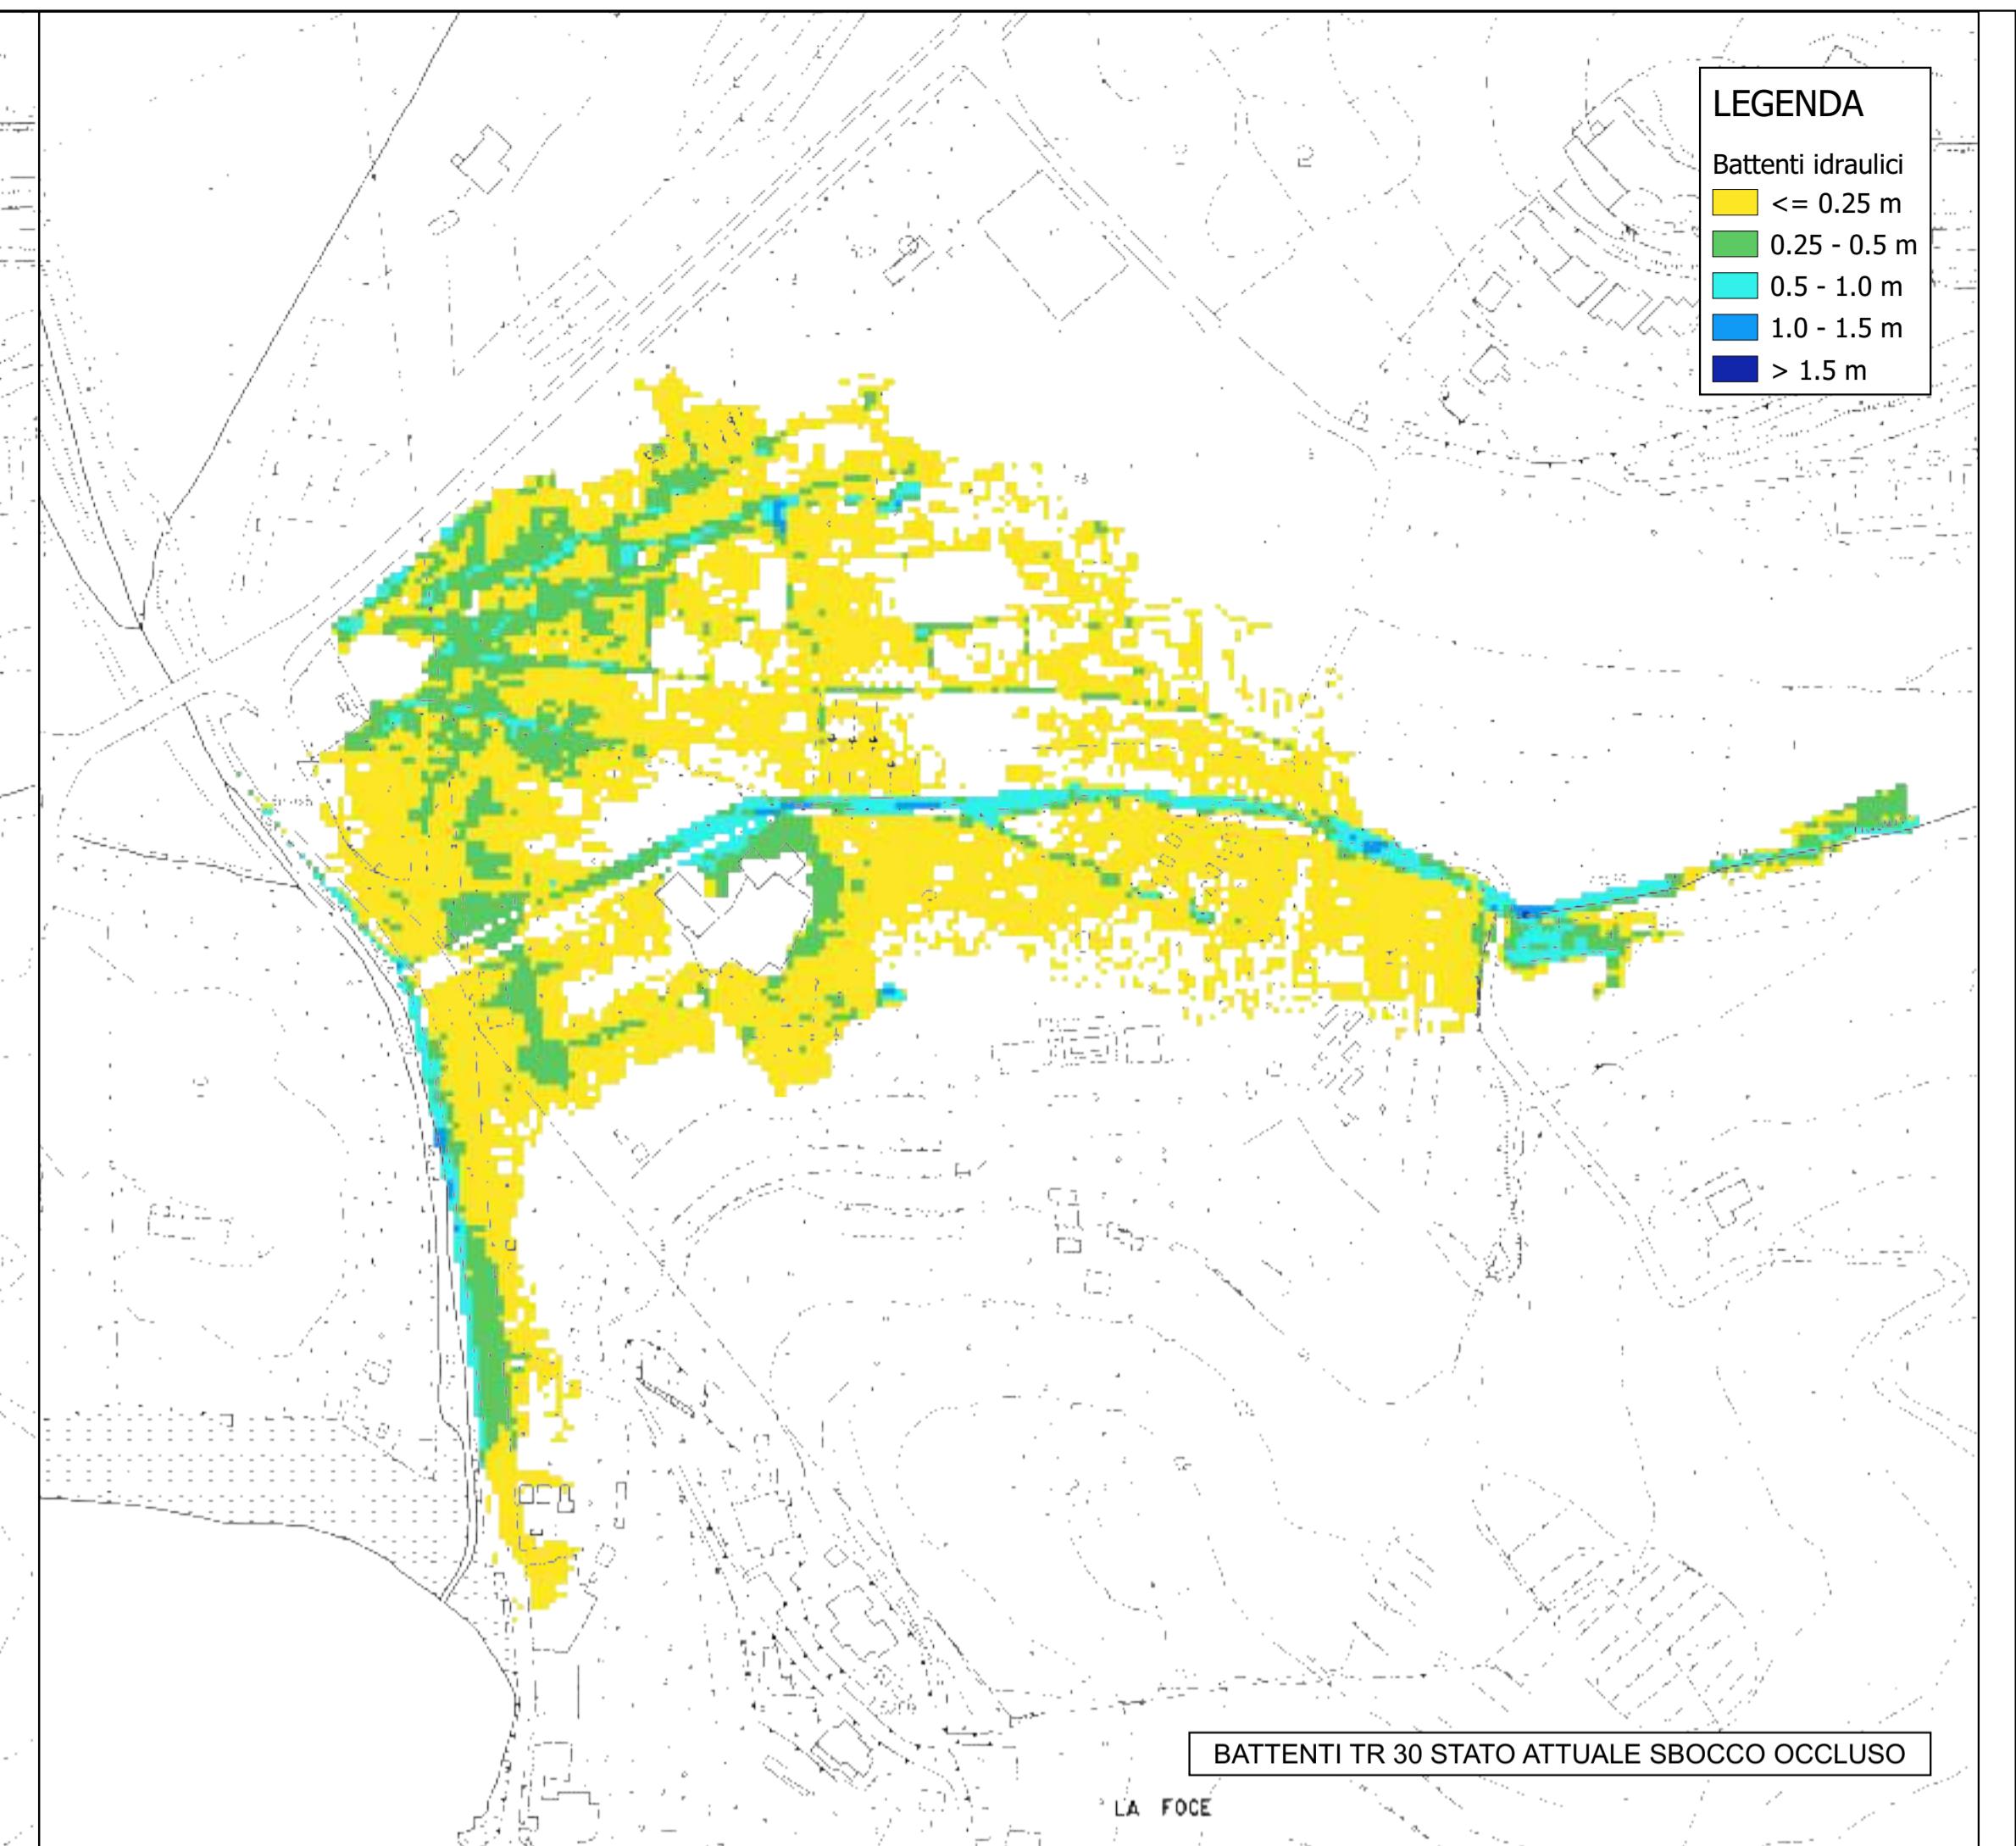 LEGENDA
Battenti idraulici
<= 0.25 m
0.25 - 0.5 m
0.5 - 1.0 m
1.0 - 1.5 m
> 1.5 m
BATTENTI TR 30 STATO ATTUALE SBOCCO OCCLUSO
LA FOCE